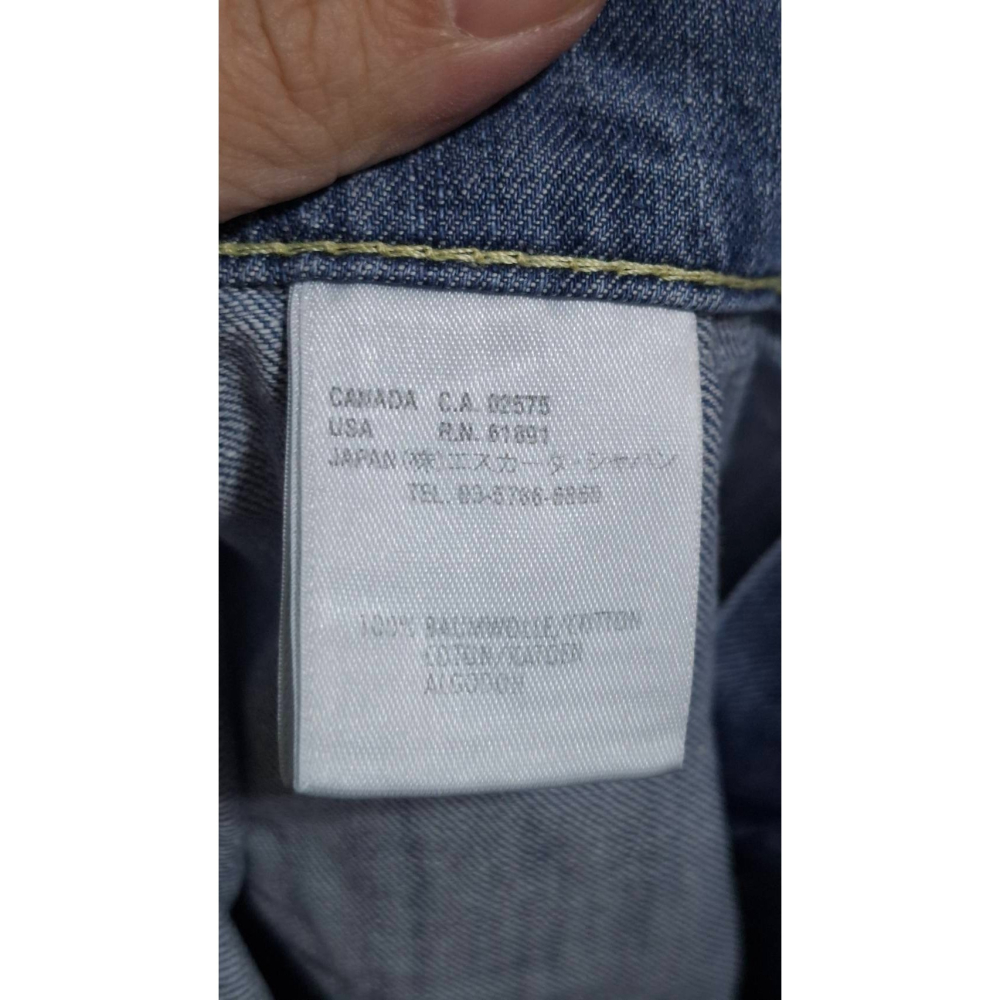 CANADA C.A. 02575
USA R.N. 61891
JAPAN (株)エスカーダ・ジャパン
TEL. 03-5786-6868
100% BAUMWOLLE/COTTON
COTON/KATOEN
ALGODON